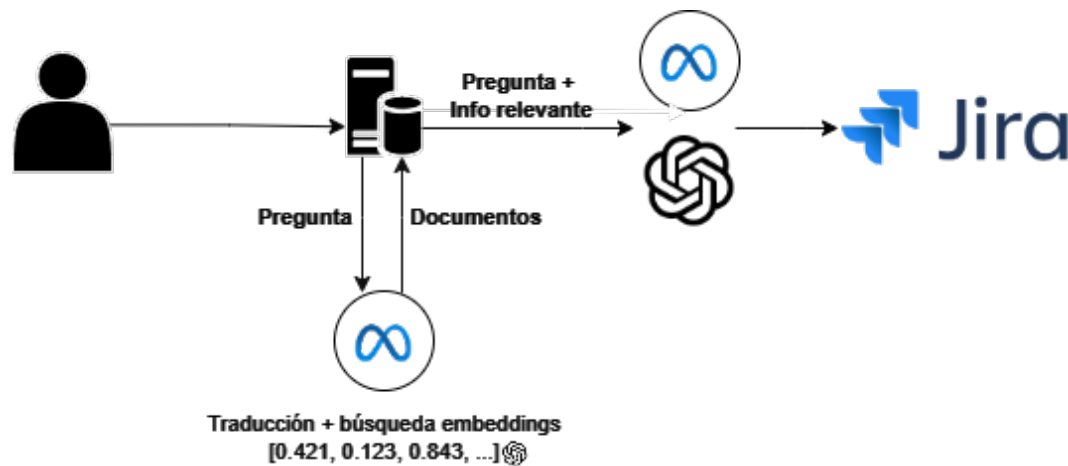 Pregunta +
Info relevante
Jira
Pregunta
Documentos
Traducción + búsqueda embeddings
[0.421, 0.123, 0.843, ...]